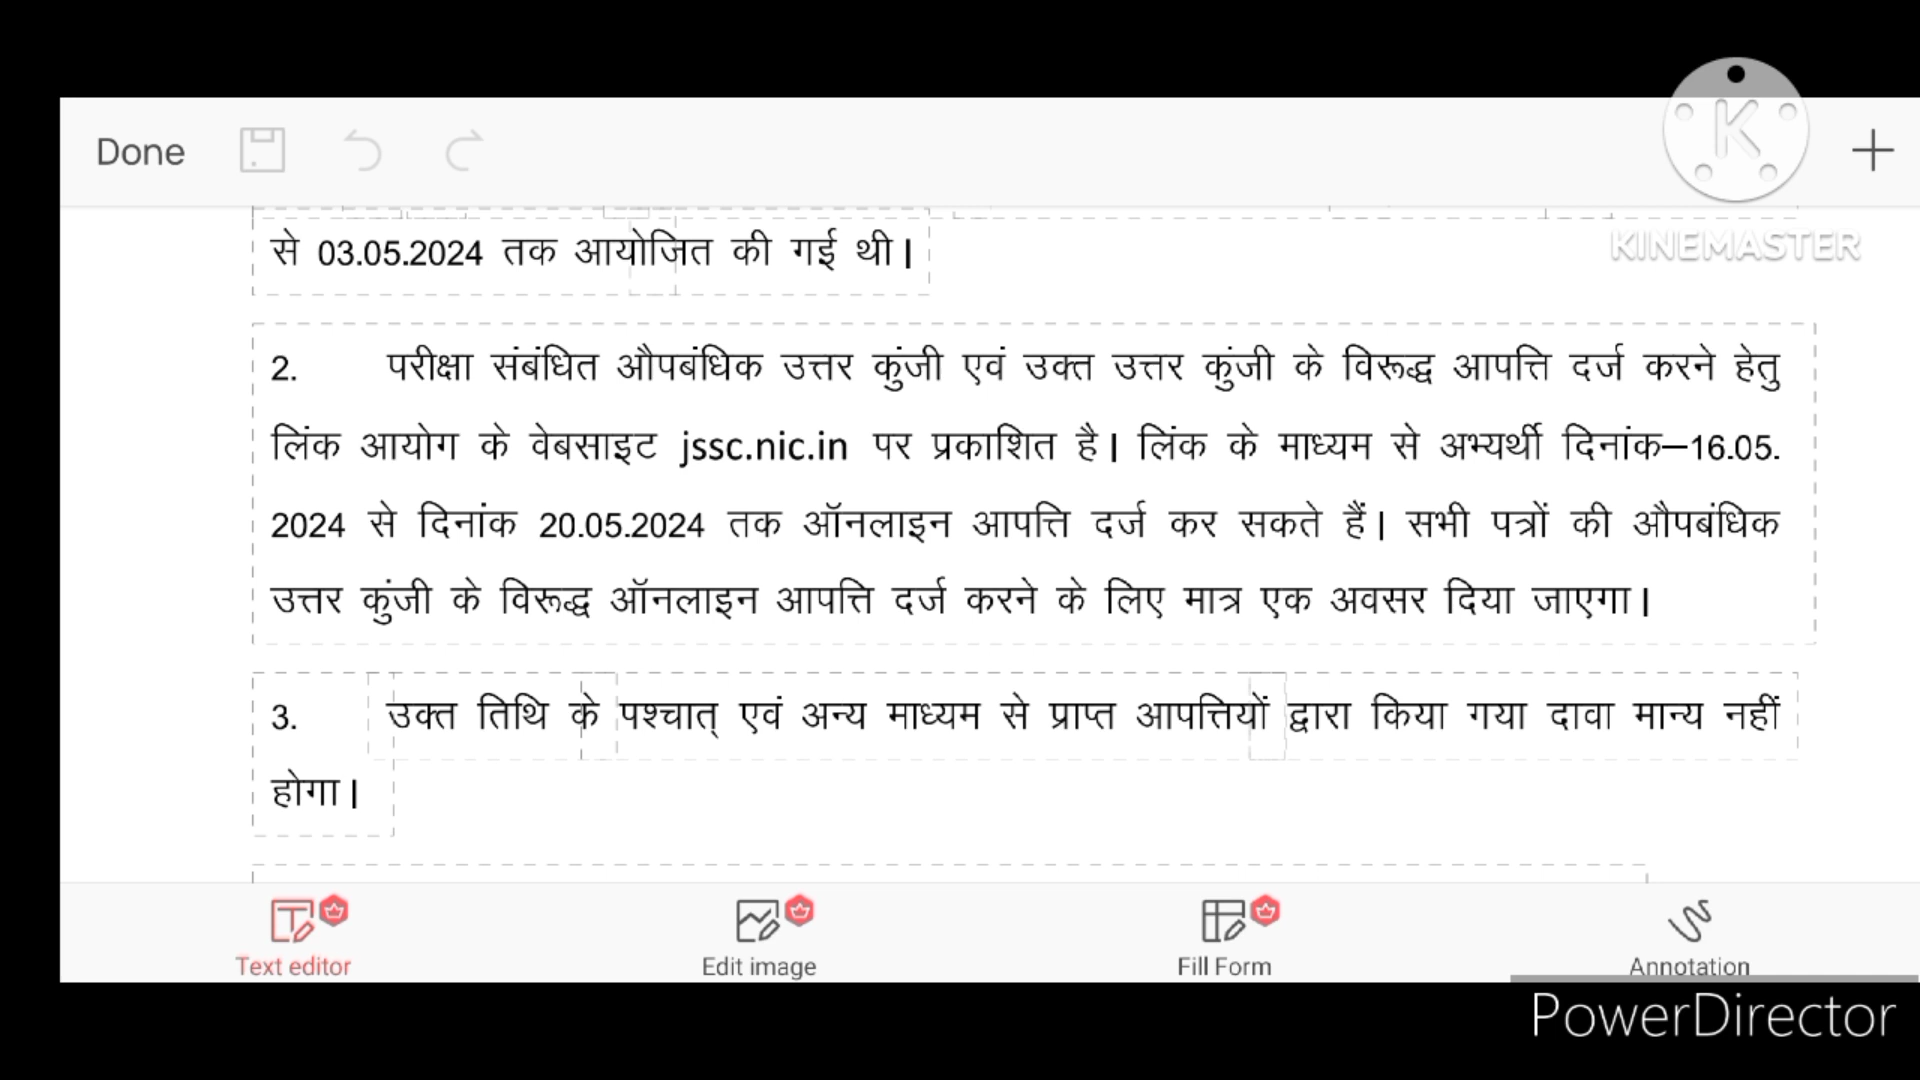 Done
K
KINEMASTER
से 03.05.2024 तक आयोजित की गई थी।
2. परीक्षा संबंधित औपबंधिक उत्तर कुंजी एवं उक्त उत्तर कुंजी के विरूद्ध आपत्ति दर्ज करने हेतु
लिंक आयोग के वेबसाइट jssc.nic.in पर प्रकाशित है। लिंक के माध्यम से अभ्यर्थी दिनांक–16.05.
2024 से दिनांक 20.05.2024 तक ऑनलाइन आपत्ति दर्ज कर सकते हैं। सभी पत्रों की औपबंधिक
उत्तर कुंजी के विरूद्ध ऑनलाइन आपत्ति दर्ज करने के लिए मात्र एक अवसर दिया जाएगा।
3. उक्त तिथि के पश्चात् एवं अन्य माध्यम से प्राप्त आपत्तियों द्वारा किया गया दावा मान्य नहीं
होगा।
Text editor Edit image Fill Form Annotation
PowerDirector